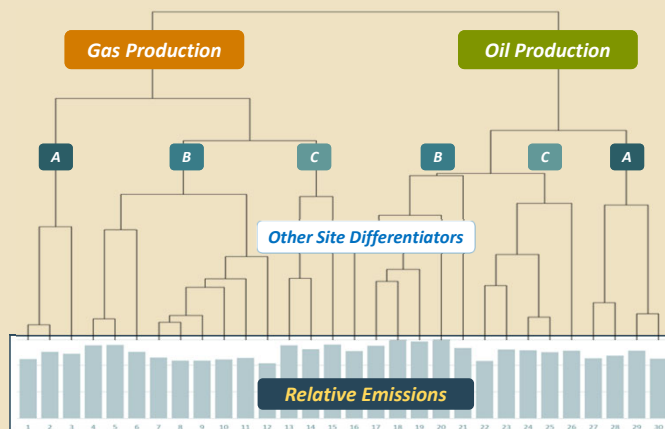 Gas Production
Oil Production
A
B
C
B
C
A
Other Site Differentiators
Relative Emissions
1 2 3 4 5 6 7 8 9 10 11 12 13 14 15 16 17 18 19 20 21 22 23 24 25 26 27 28 29 30